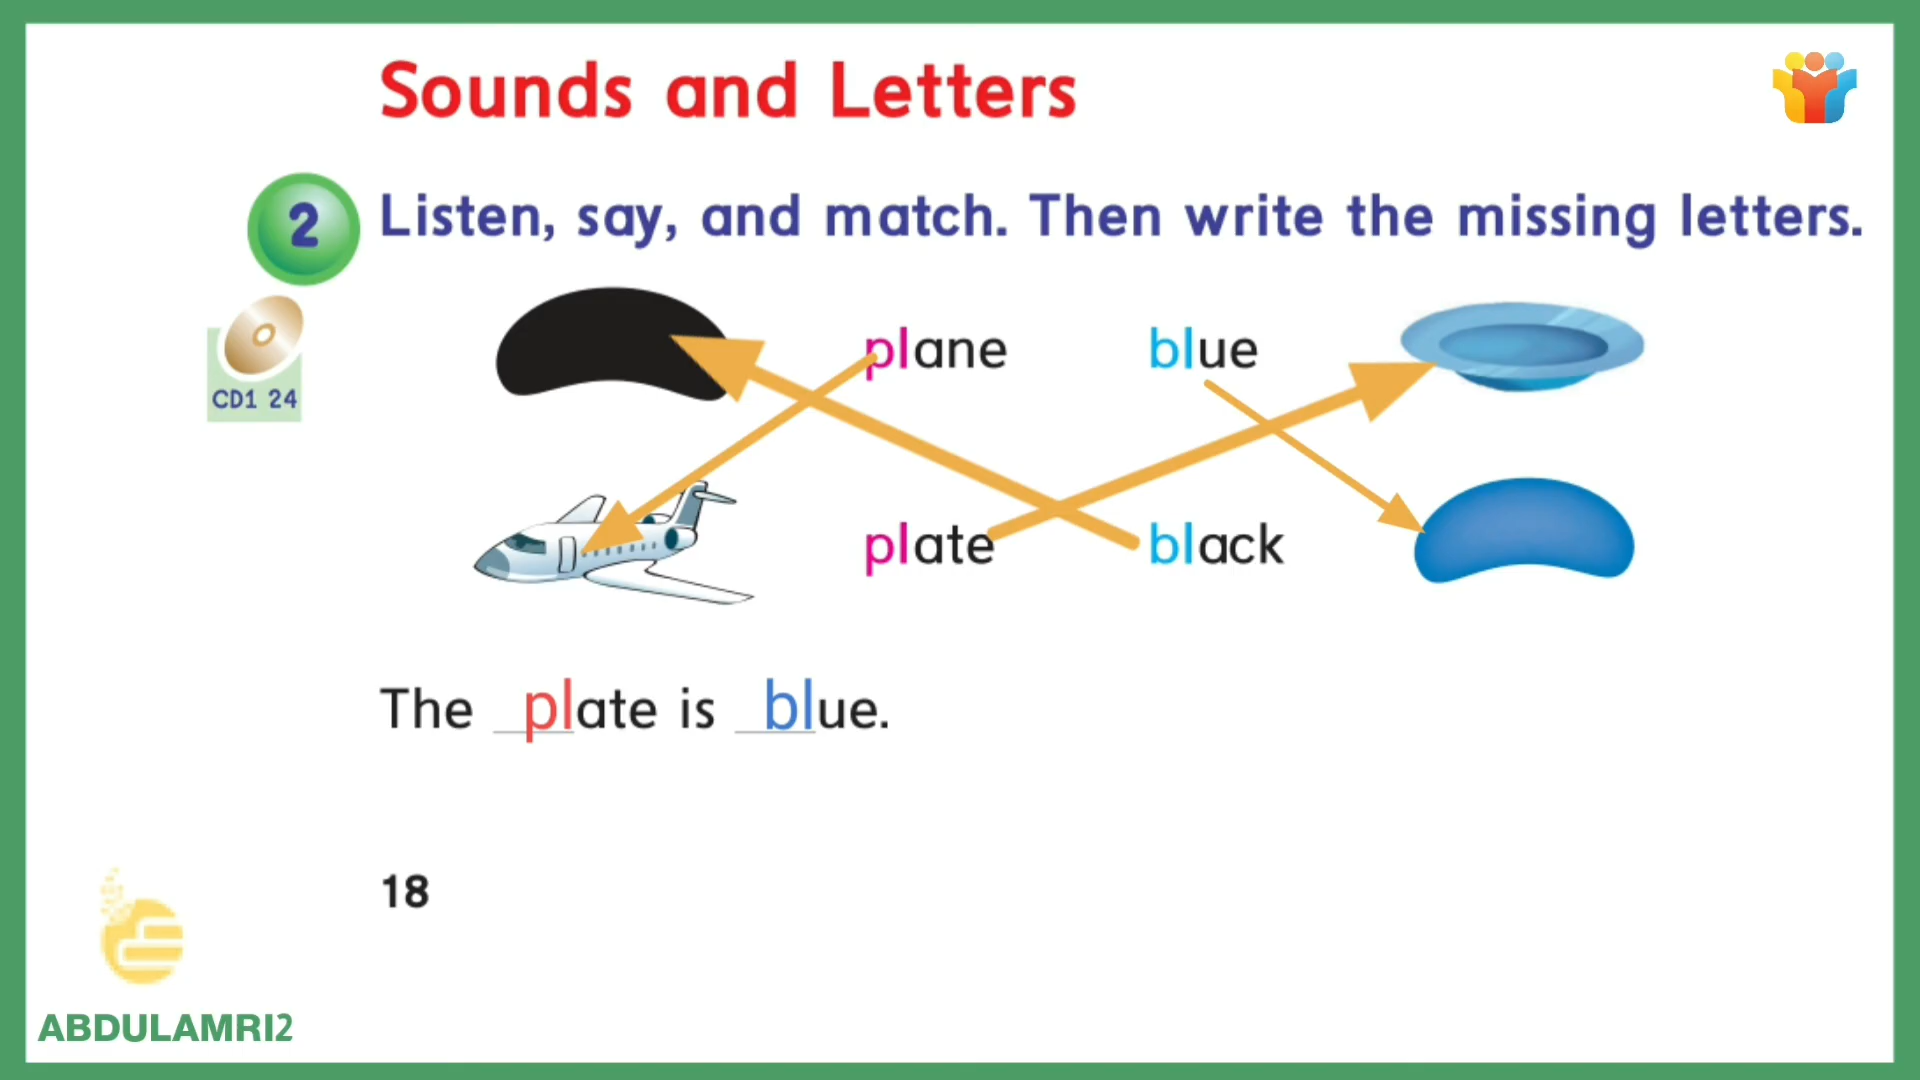 Sounds and Letters
2 Listen, say, and match. Then write the missing letters.
CD1 24
plane blue
plate black
The plate is blue.
18
ABDULAMRI2